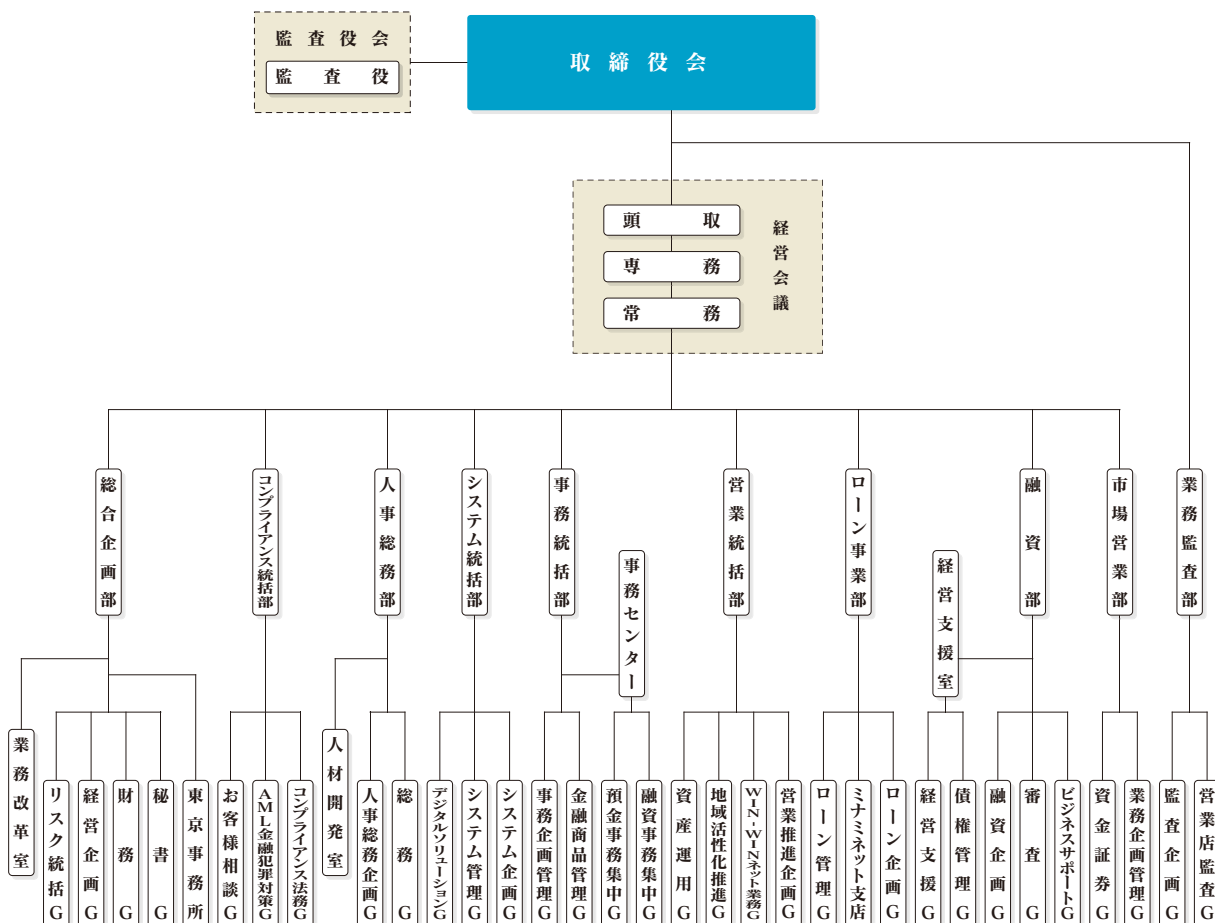 監査役会
監査役
取締役会
頭取
専務
常務
経営会議
総合企画部
コンプライアンス統括部
人事総務部
システム統括部
事務統括部
事務センター
営業統括部
ローン事業部
経営支援室
融資部
市場営業部
業務監査部
業務改革室
リスク統括G
経営企画G
財務G
秘書G
東京事務所
お客様相談G
AML金融犯罪対策G
コンプライアンス法務G
人材開発室
人事総務企画G
総務G
デジタルソリューションG
システム管理G
システム企画G
事務企画管理G
金融商品管理G
預金事務集中G
融資事務集中G
資産運用G
地域活性化推進G
WIN-WINネット業務G
営業推進企画G
ローン管理G
ミナミネット支店
ローン企画G
経営支援G
債権管理G
融資企画G
審査G
ビジネスサポートG
資金証券G
業務企画管理G
監査企画G
営業店監査G